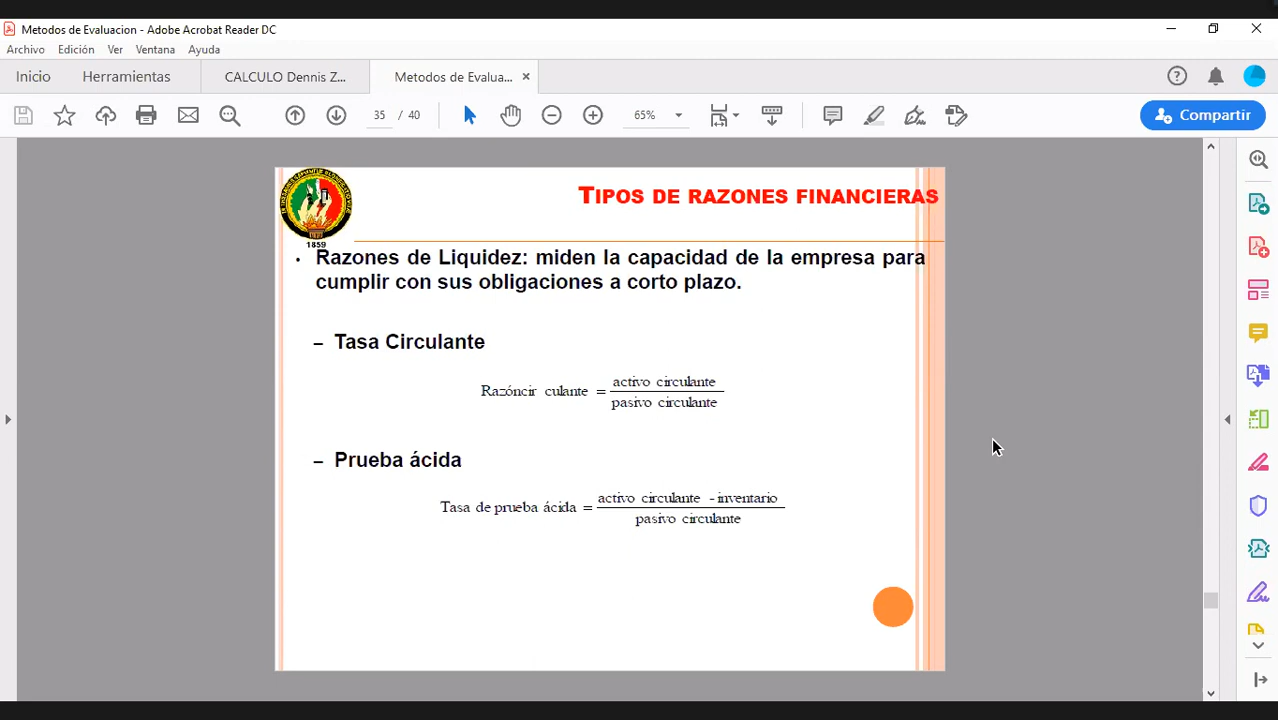 Metodos de Evaluacion - Adobe Acrobat Reader DC
Archivo Edición Ver Ventana Ayuda
Inicio Herramientas CALCULO Dennis Z... Metodos de Evalua...
35 / 40 65% Compartir
TIPOS DE RAZONES FINANCIERAS
1859
• Razones de Liquidez: miden la capacidad de la empresa para
cumplir con sus obligaciones a corto plazo.
– Tasa Circulante
Razóncir culante = activo circulante
pasivo circulante
– Prueba ácida
Tasa de prueba ácida = activo circulante - inventario
pasivo circulante